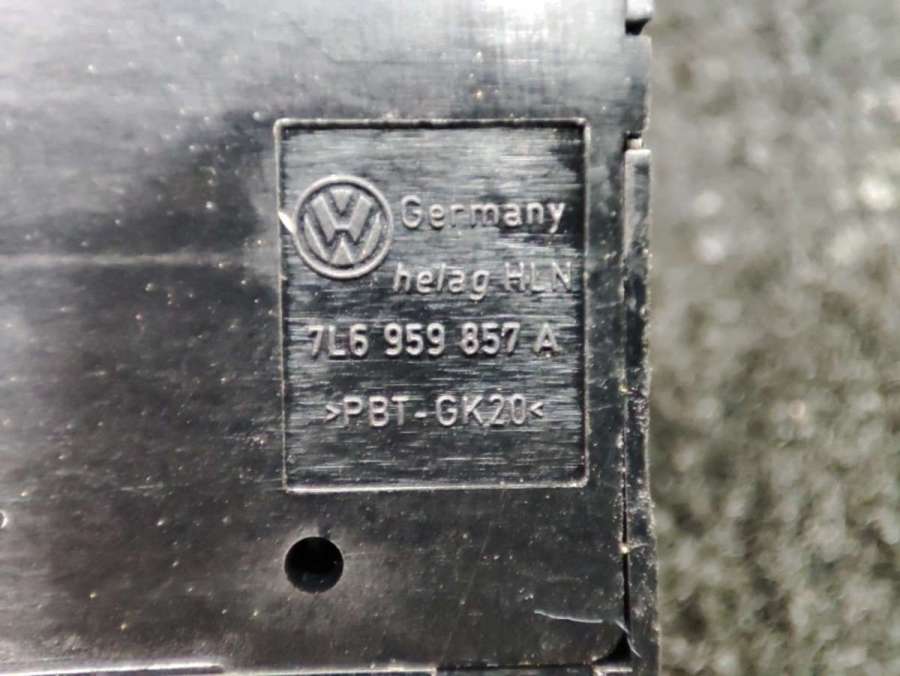 Germany
helag HLN
7L6 959 857 A
>PBT-GK20<